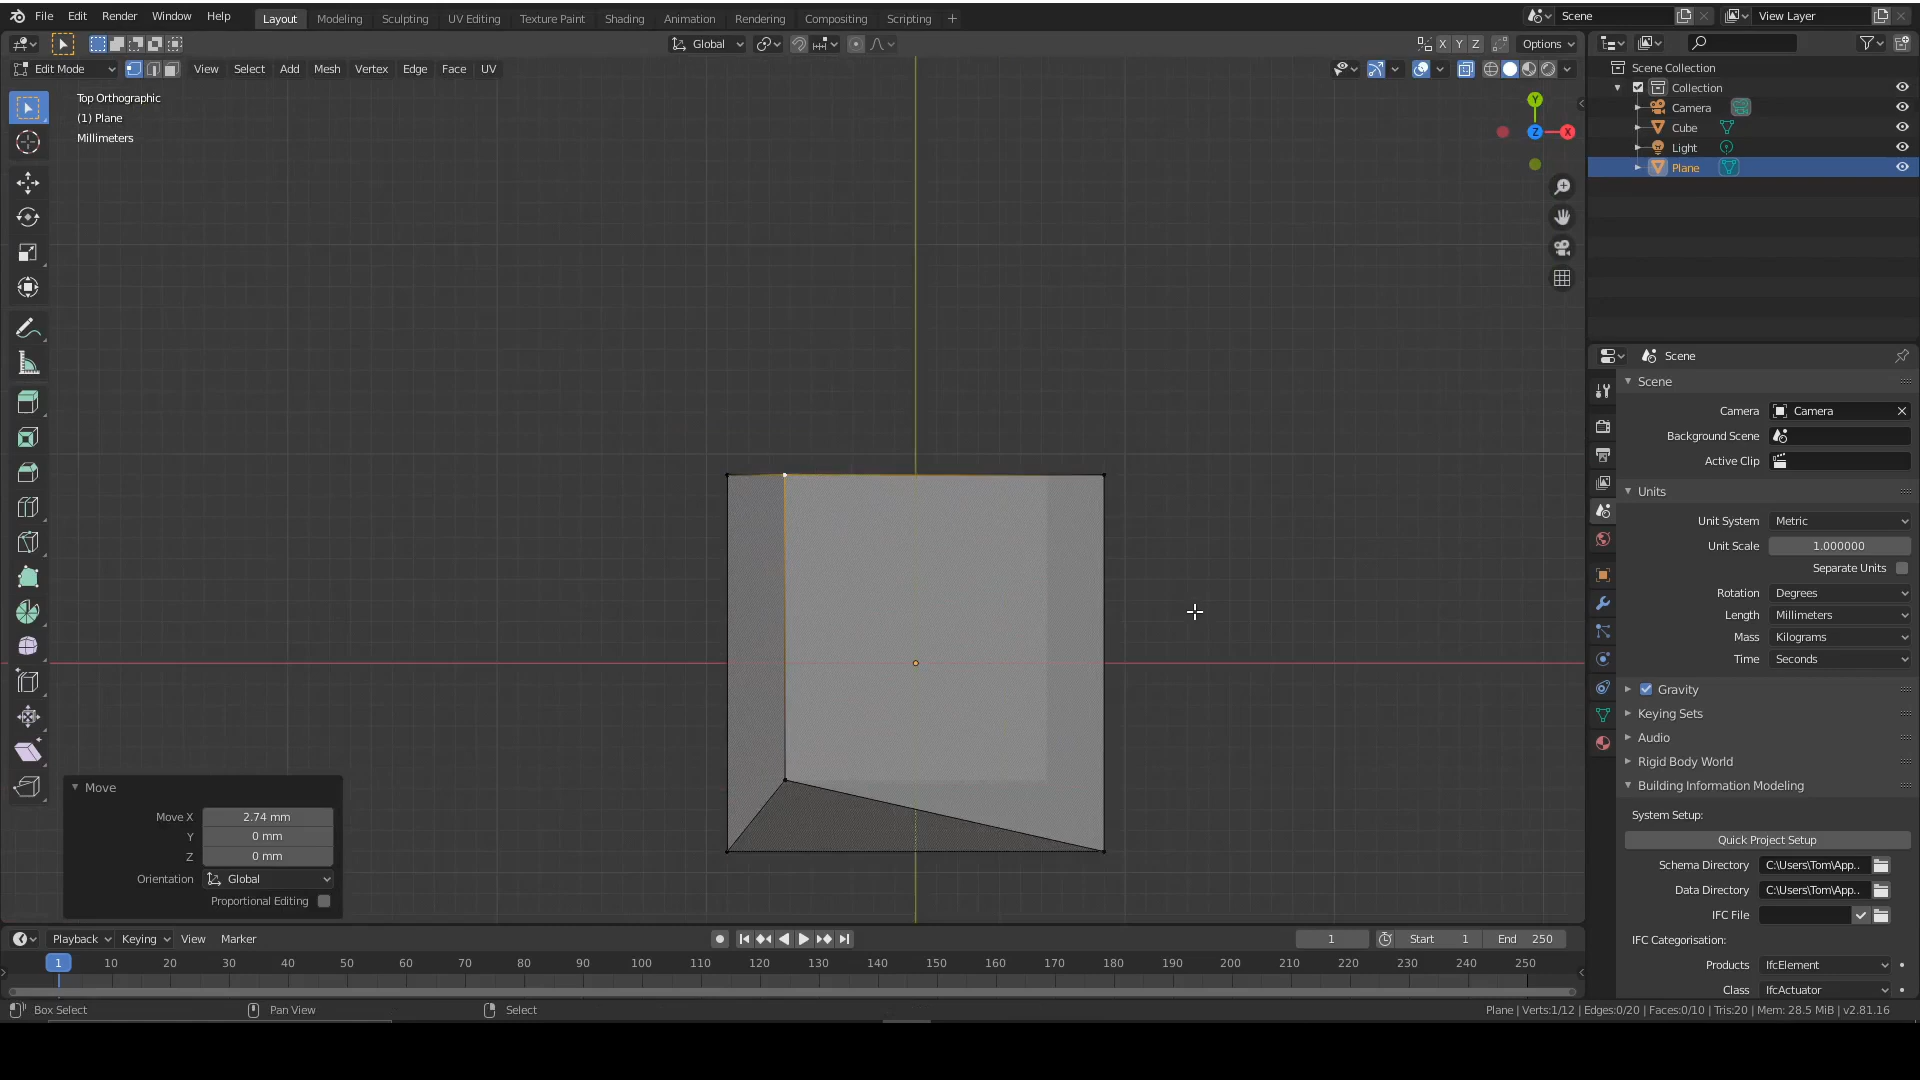 File Edit Render Window Help Layout Modeling Sculpting UV Editing Texture Paint Shading Animation Rendering Compositing Scripting + Scene View Layer
Global X Y Z Options
Edit Mode View Select Add Mesh Vertex Edge Face UV
Top Orthographic
(1) Plane
Millimeters
Y
Z X
Scene Collection
Collection
Camera
Cube
Light
Plane
Scene
Scene
Camera Camera
Background Scene
Active Clip
Units
Unit System Metric
Unit Scale 1.000000
Separate Units
Rotation Degrees
Length Millimeters
Mass Kilograms
Time Seconds
Gravity
Keying Sets
Audio
Rigid Body World
Building Information Modeling
System Setup:
Quick Project Setup
Schema Directory C:\Users\Tom\App..
Data Directory C:\Users\Tom\App..
IFC File
IFC Categorisation:
Products IfcElement
Class IfcActuator
Move
Move X 2.74 mm
Y 0 mm
Z 0 mm
Orientation Global
Proportional Editing
Playback Keying View Marker 1 Start 1 End 250
1 10 20 30 40 50 60 70 80 90 100 110 120 130 140 150 160 170 180 190 200 210 220 230 240 250
Box Select Pan View Select Plane | Verts:1/12 | Edges:0/20 | Faces:0/10 | Tris:20 | Mem: 28.5 MiB | v2.81.16